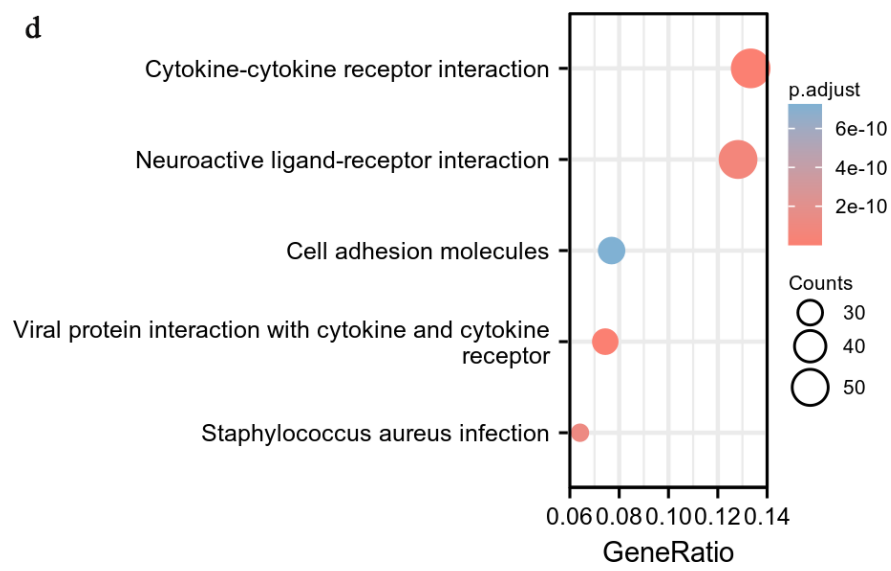 d
Cytokine-cytokine receptor interaction
Neuroactive ligand-receptor interaction
Cell adhesion molecules
Viral protein interaction with cytokine and cytokine
receptor
Staphylococcus aureus infection
0.06 0.08 0.10 0.12 0.14
GeneRatio
p.adjust
6e-10
4e-10
2e-10
Counts
30
40
50